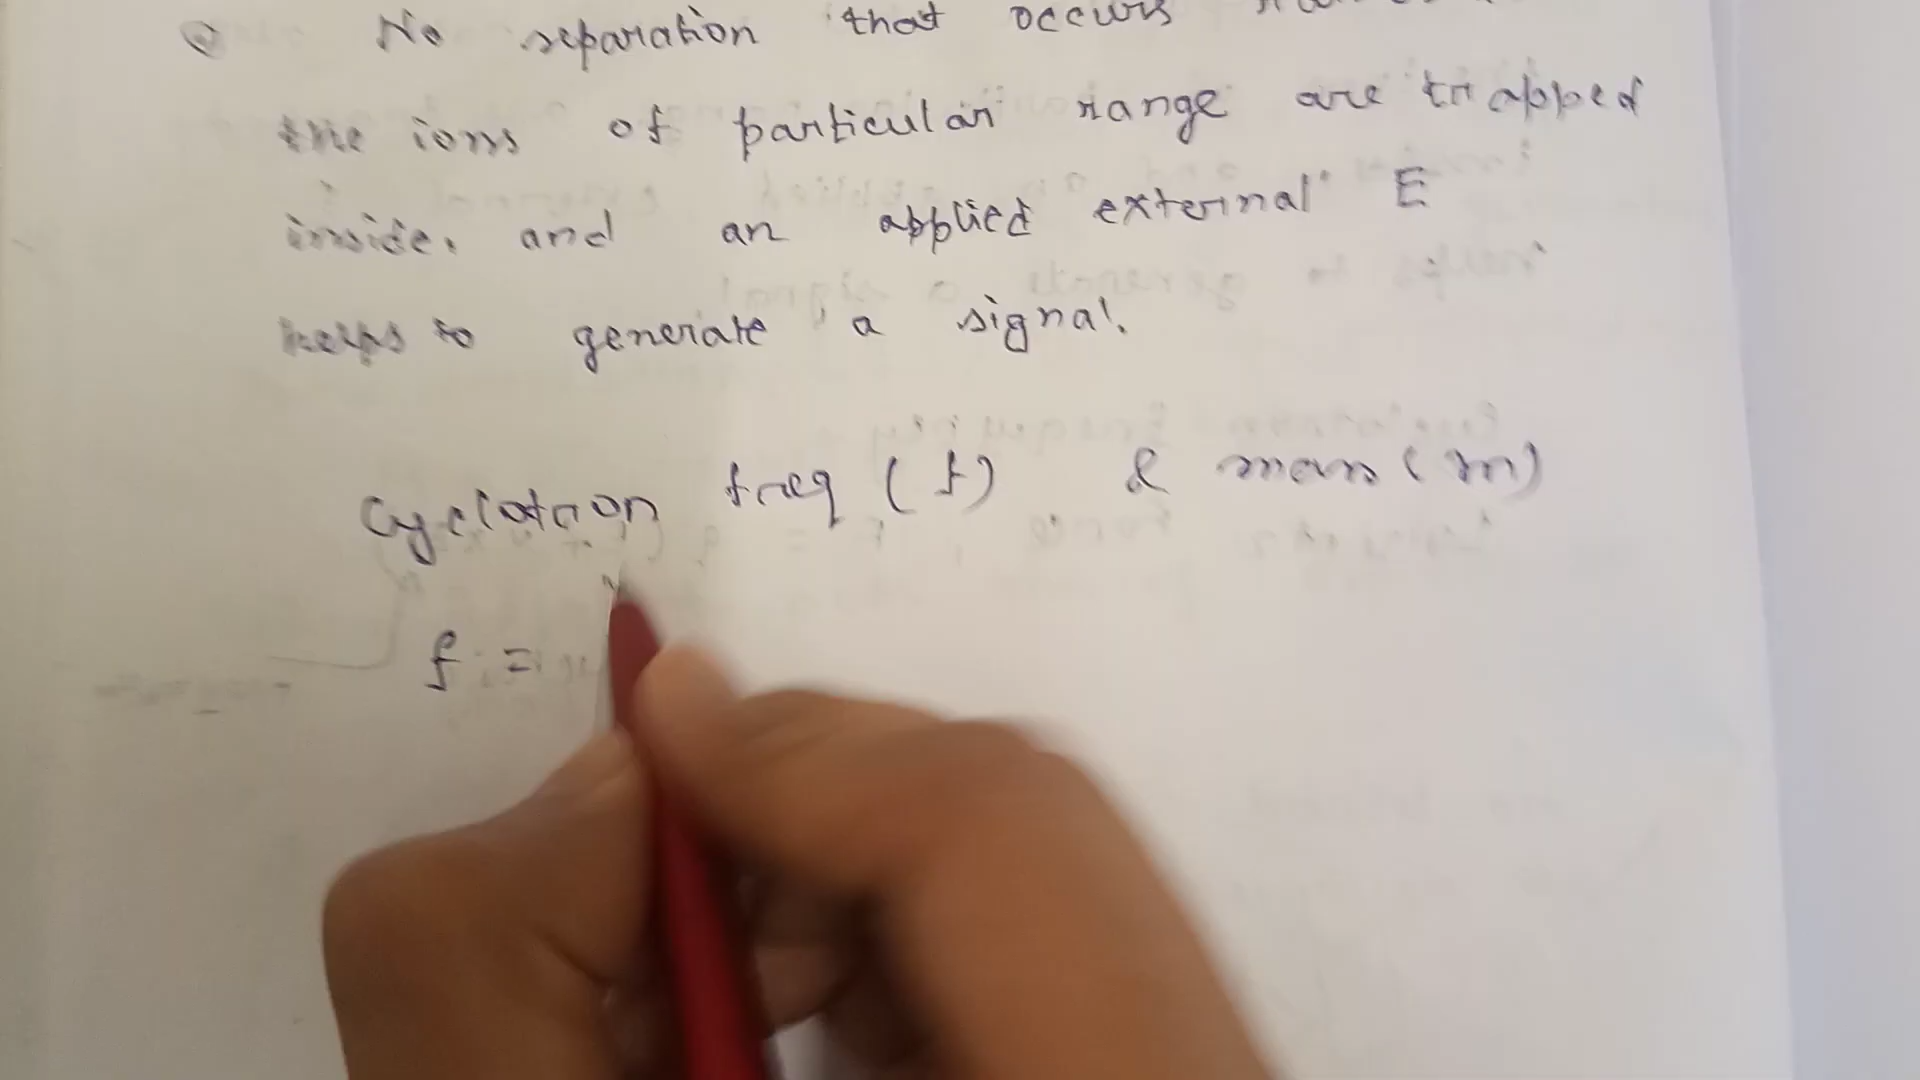 No separation that occurs
the ions of particular range are trapped
inside. and an applied external E
helps to generate a signal.
Cyclotron freq (f) & mass (m)
f =